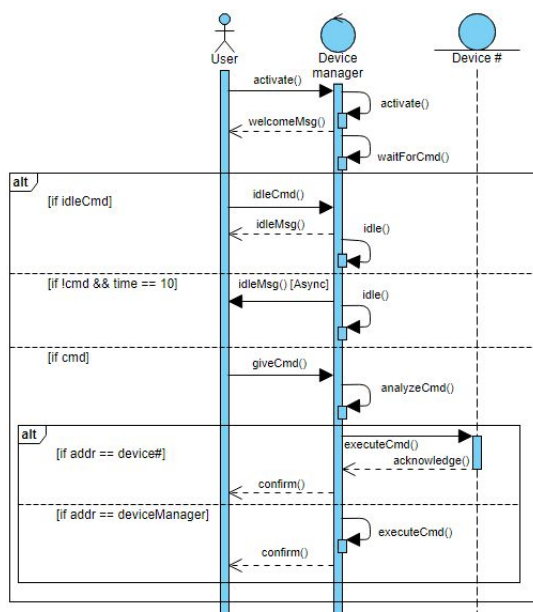 User
Device
manager
Device #
activate()
activate()
welcomeMsg()
waitForCmd()
alt
[if idleCmd]
idleCmd()
idleMsg()
idle()
[if !cmd && time == 10]
idleMsg() [Async]
idle()
[if cmd]
giveCmd()
analyzeCmd()
alt
[if addr == device#]
executeCmd()
acknowledge()
confirm()
[if addr == deviceManager]
executeCmd()
confirm()